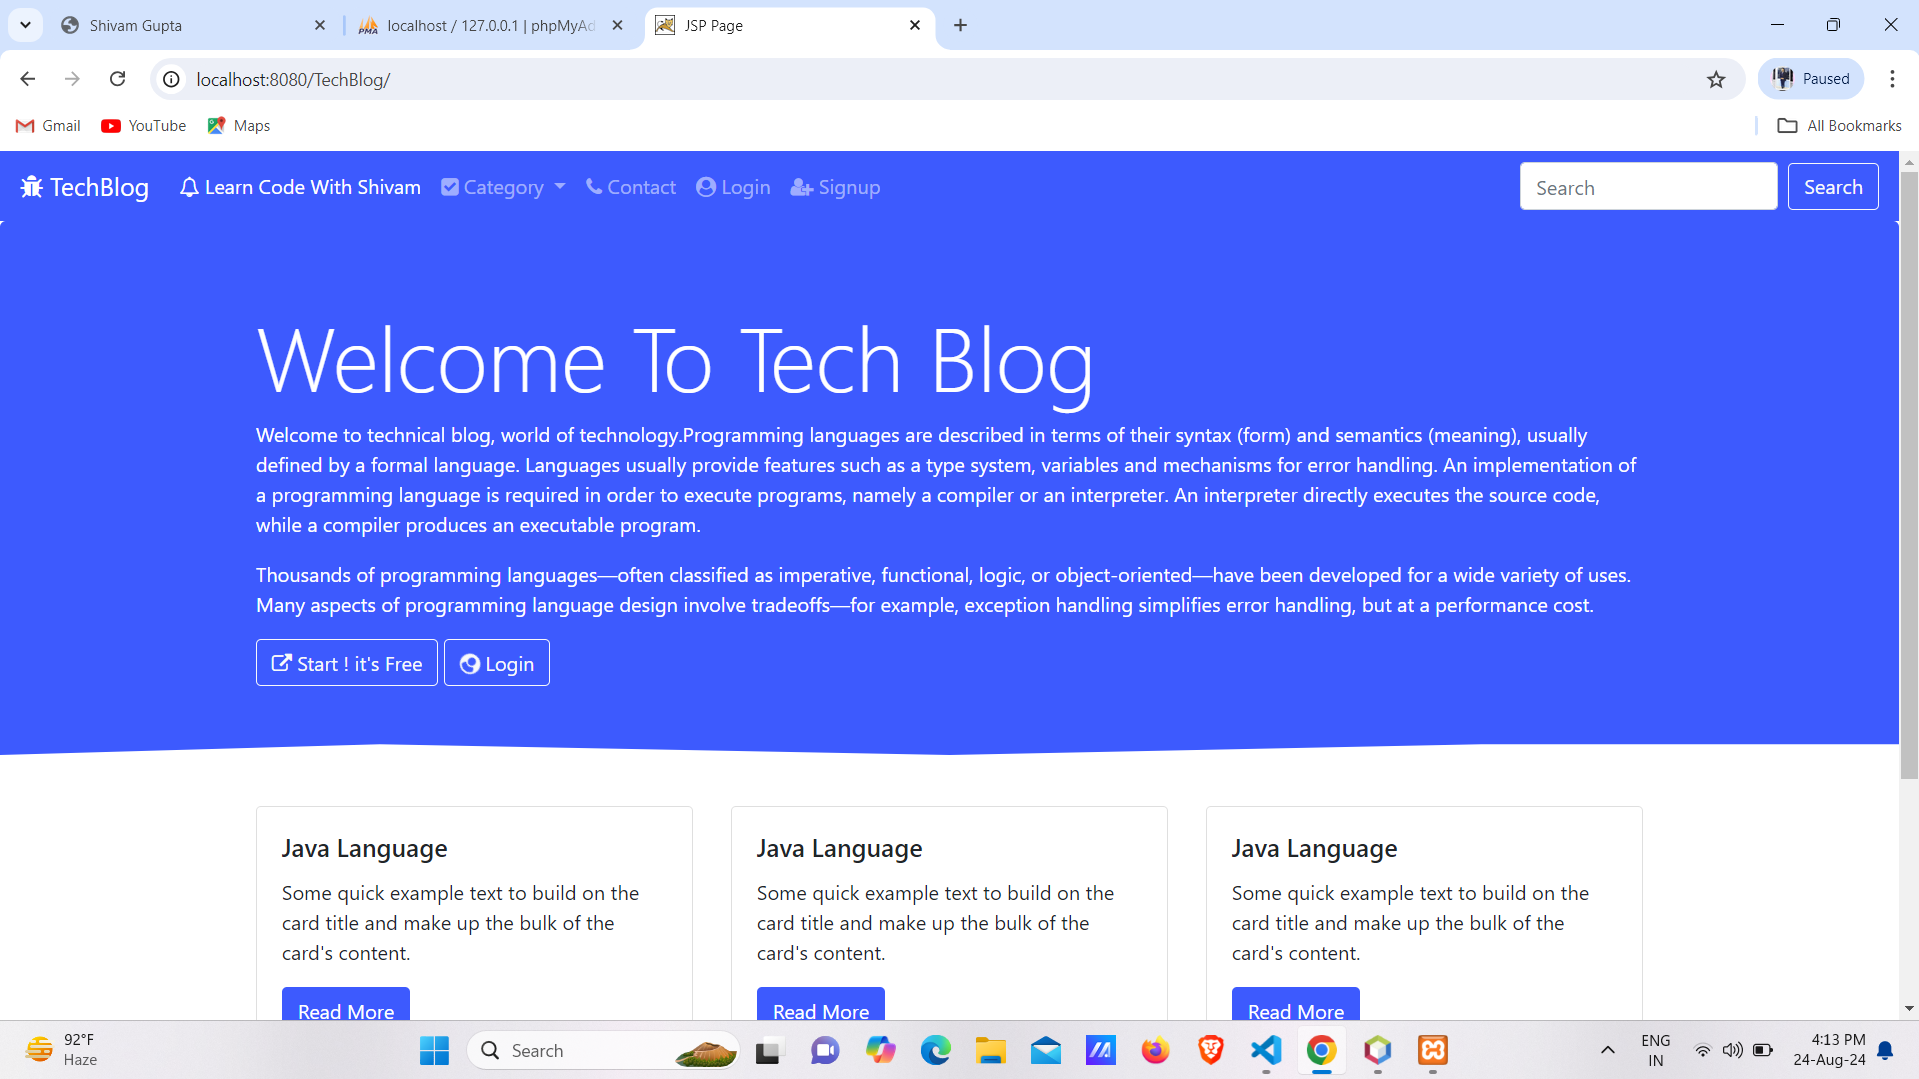 Shivam Gupta
localhost / 127.0.0.1 | phpMyAd
JSP Page
localhost:8080/TechBlog/
Paused
Gmail
YouTube
Maps
All Bookmarks
TechBlog
Learn Code With Shivam
Category
Contact
Login
Signup
Search
Search
Welcome To Tech Blog
Welcome to technical blog, world of technology.Programming languages are described in terms of their syntax (form) and semantics (meaning), usually
defined by a formal language. Languages usually provide features such as a type system, variables and mechanisms for error handling. An implementation of
a programming language is required in order to execute programs, namely a compiler or an interpreter. An interpreter directly executes the source code,
while a compiler produces an executable program.
Thousands of programming languages—often classified as imperative, functional, logic, or object-oriented—have been developed for a wide variety of uses.
Many aspects of programming language design involve tradeoffs—for example, exception handling simplifies error handling, but at a performance cost.
Start ! it's Free
Login
Java Language
Some quick example text to build on the
card title and make up the bulk of the
card's content.
Read More
Java Language
Some quick example text to build on the
card title and make up the bulk of the
card's content.
Read More
Java Language
Some quick example text to build on the
card title and make up the bulk of the
card's content.
Read More
92°F
Haze
Search
ENG
IN
4:13 PM
24-Aug-24